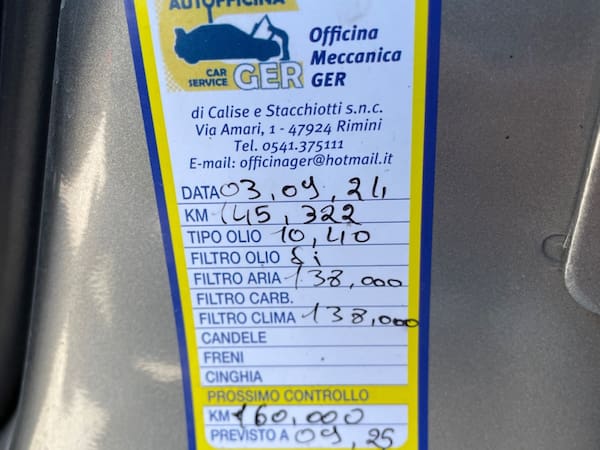 AUTOFFICINA
CAR SERVICE GER
Officina
Meccanica
GER
di Calise e Stacchiotti s.n.c.
Via Amari, 1 - 47924 Rimini
Tel. 0541.375111
E-mail: officinager@hotmail.it
DATA 03,09,24
KM 145,322
TIPO OLIO 10,40
FILTRO OLIO Si
FILTRO ARIA 138,000
FILTRO CARB.
FILTRO CLIMA 138,000
CANDELE
FRENI
CINGHIA
PROSSIMO CONTROLLO
KM 160,000
PREVISTO A 09,25